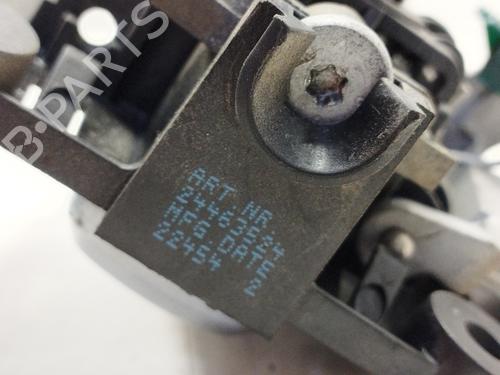 B-PARTS
ART.NR.
24463524
MFG.DATE
22454 2